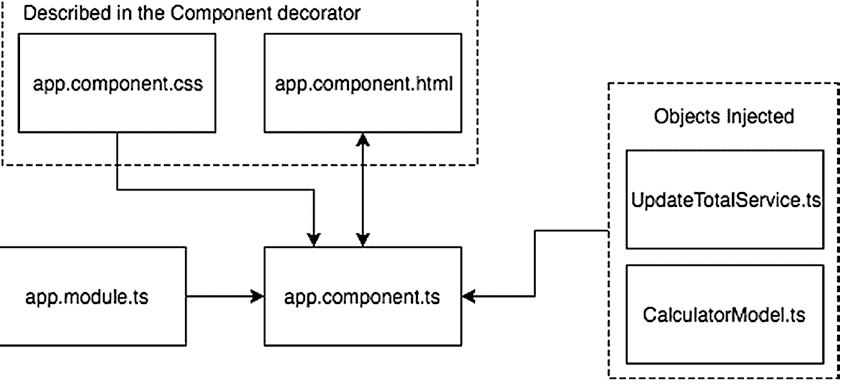 Described in the Component decorator
app.component.css
app.component.html
Objects Injected
UpdateTotalService.ts
app.module.ts
app.component.ts
CalculatorModel.ts